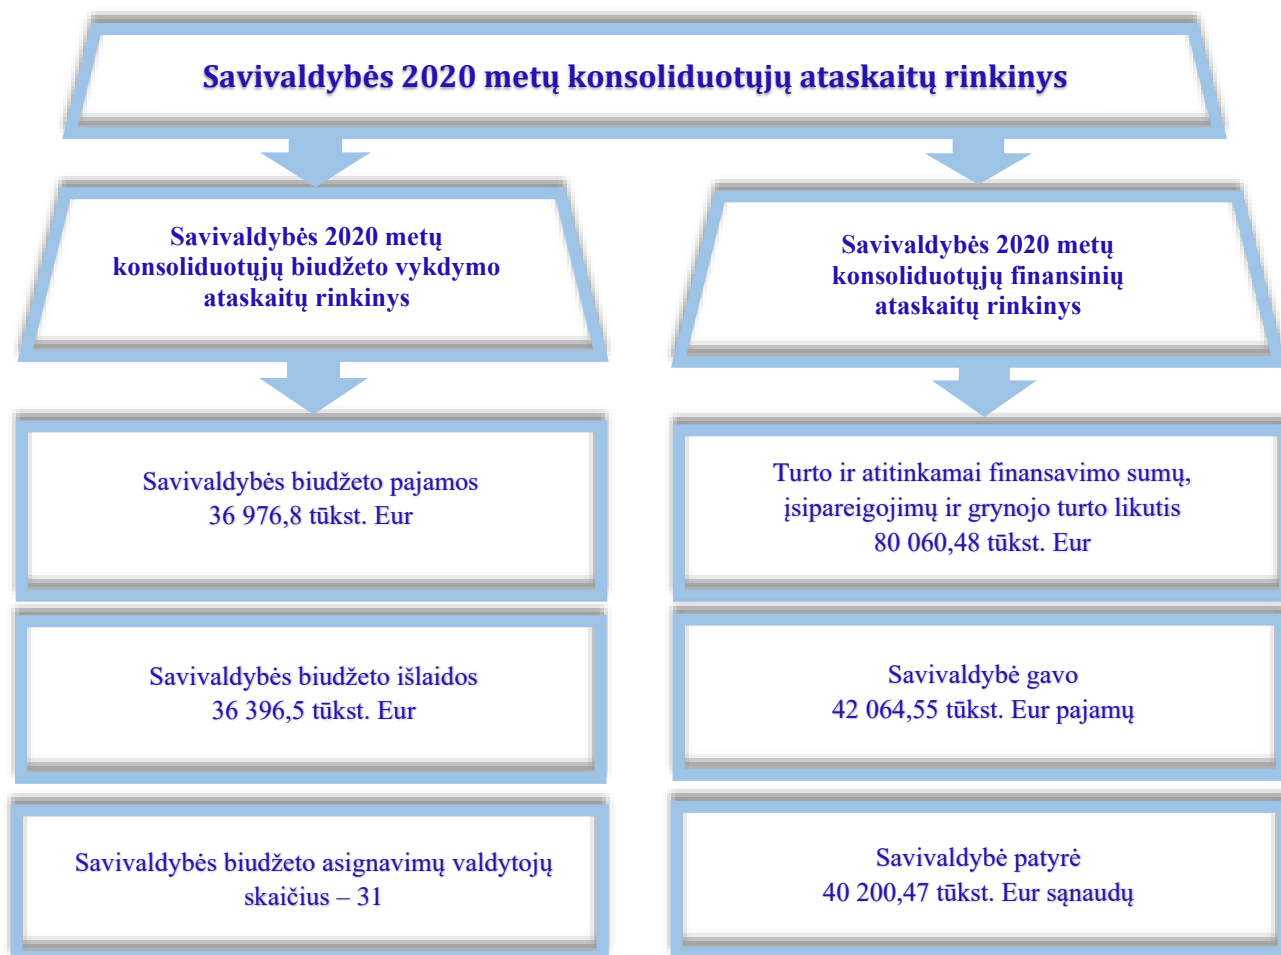 Savivaldybės 2020 metų konsoliduotųjų ataskaitų rinkinys
Savivaldybės 2020 metų
konsoliduotųjų biudžeto vykdymo
ataskaitų rinkinys
Savivaldybės 2020 metų
konsoliduotųjų finansinių
ataskaitų rinkinys
Savivaldybės biudžeto pajamos
36 976,8 tūkst. Eur
Turto ir atitinkamai finansavimo sumų,
įsipareigojimų ir grynojo turto likutis
80 060,48 tūkst. Eur
Savivaldybės biudžeto išlaidos
36 396,5 tūkst. Eur
Savivaldybė gavo
42 064,55 tūkst. Eur pajamų
Savivaldybės biudžeto asignavimų valdytojų
skaičius – 31
Savivaldybė patyrė
40 200,47 tūkst. Eur sąnaudų